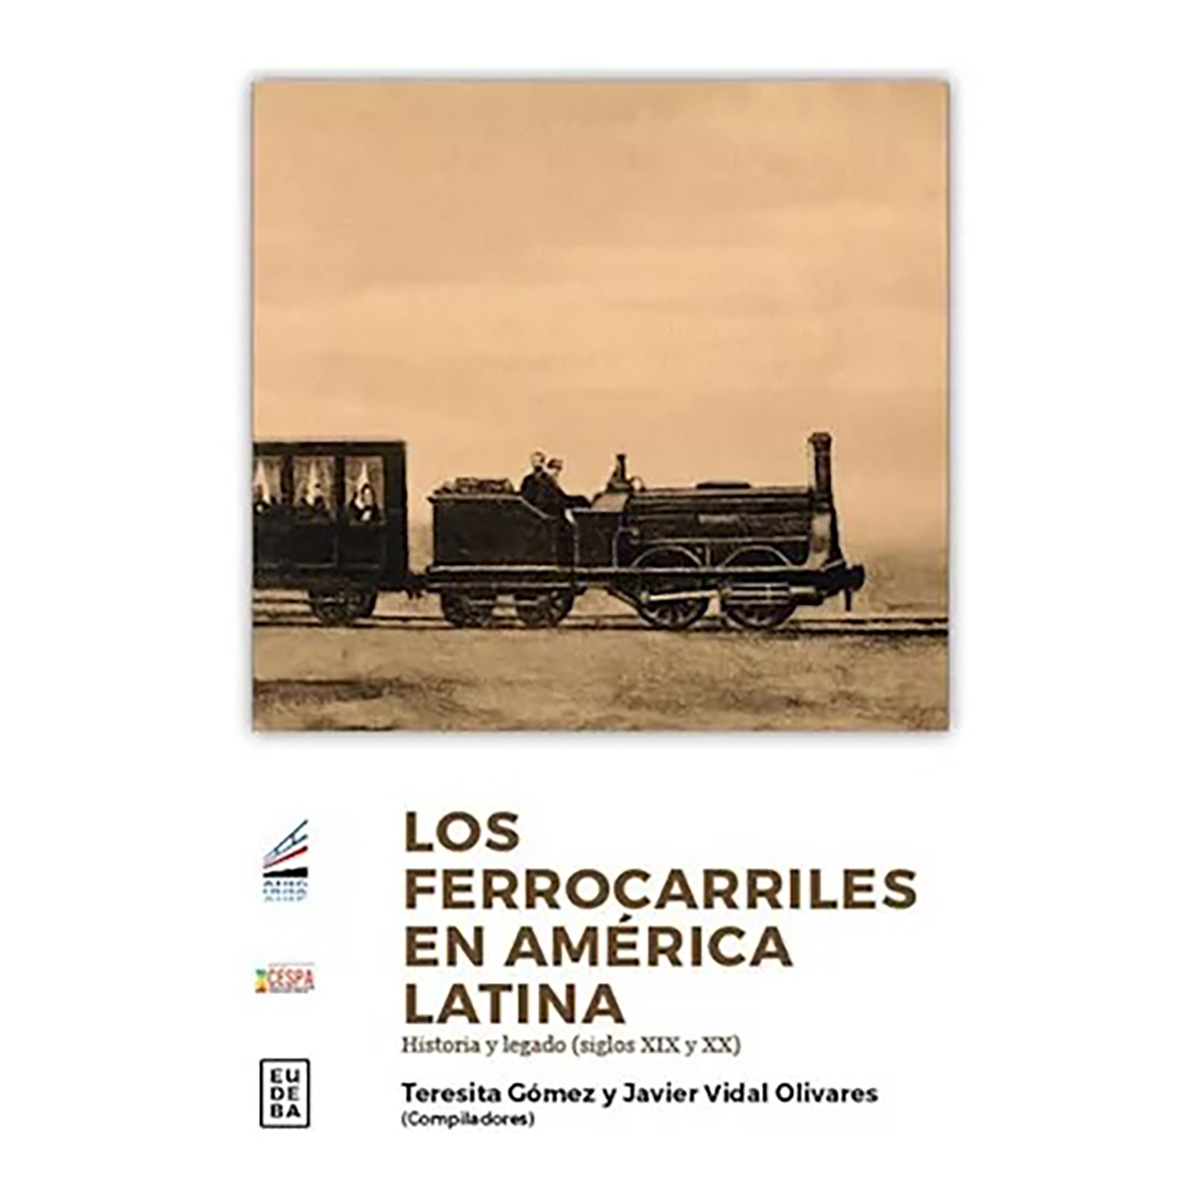 LOS
FERROCARRILES
EN AMÉRICA
LATINA
Historia y legado (siglos XIX y XX)
Teresita Gómez y Javier Vidal Olivares
(Compiladores)
CESPA
EU
DE
BA